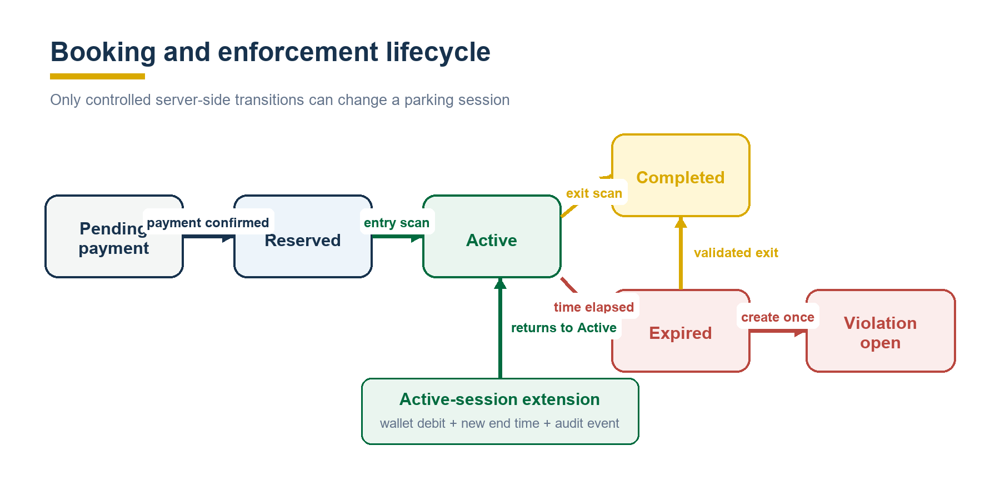 Booking and enforcement lifecycle
Only controlled server-side transitions can change a parking session
Pending
payment
payment confirmed
Reserved
entry scan
Active
exit scan
Completed
validated exit
time elapsed
returns to Active
Expired
create once
Violation
open
Active-session extension
wallet debit + new end time + audit event